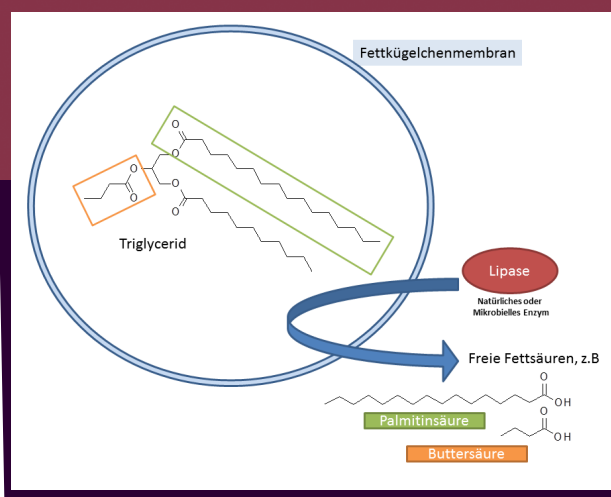 Fettkügelchenmembran
O
O
O
O
O
O
Triglycerid
Lipase
Natürliches oder
Mikrobielles Enzym
Freie Fettsäuren, z.B
O
OH
Palmitinsäure
O
OH
Buttersäure